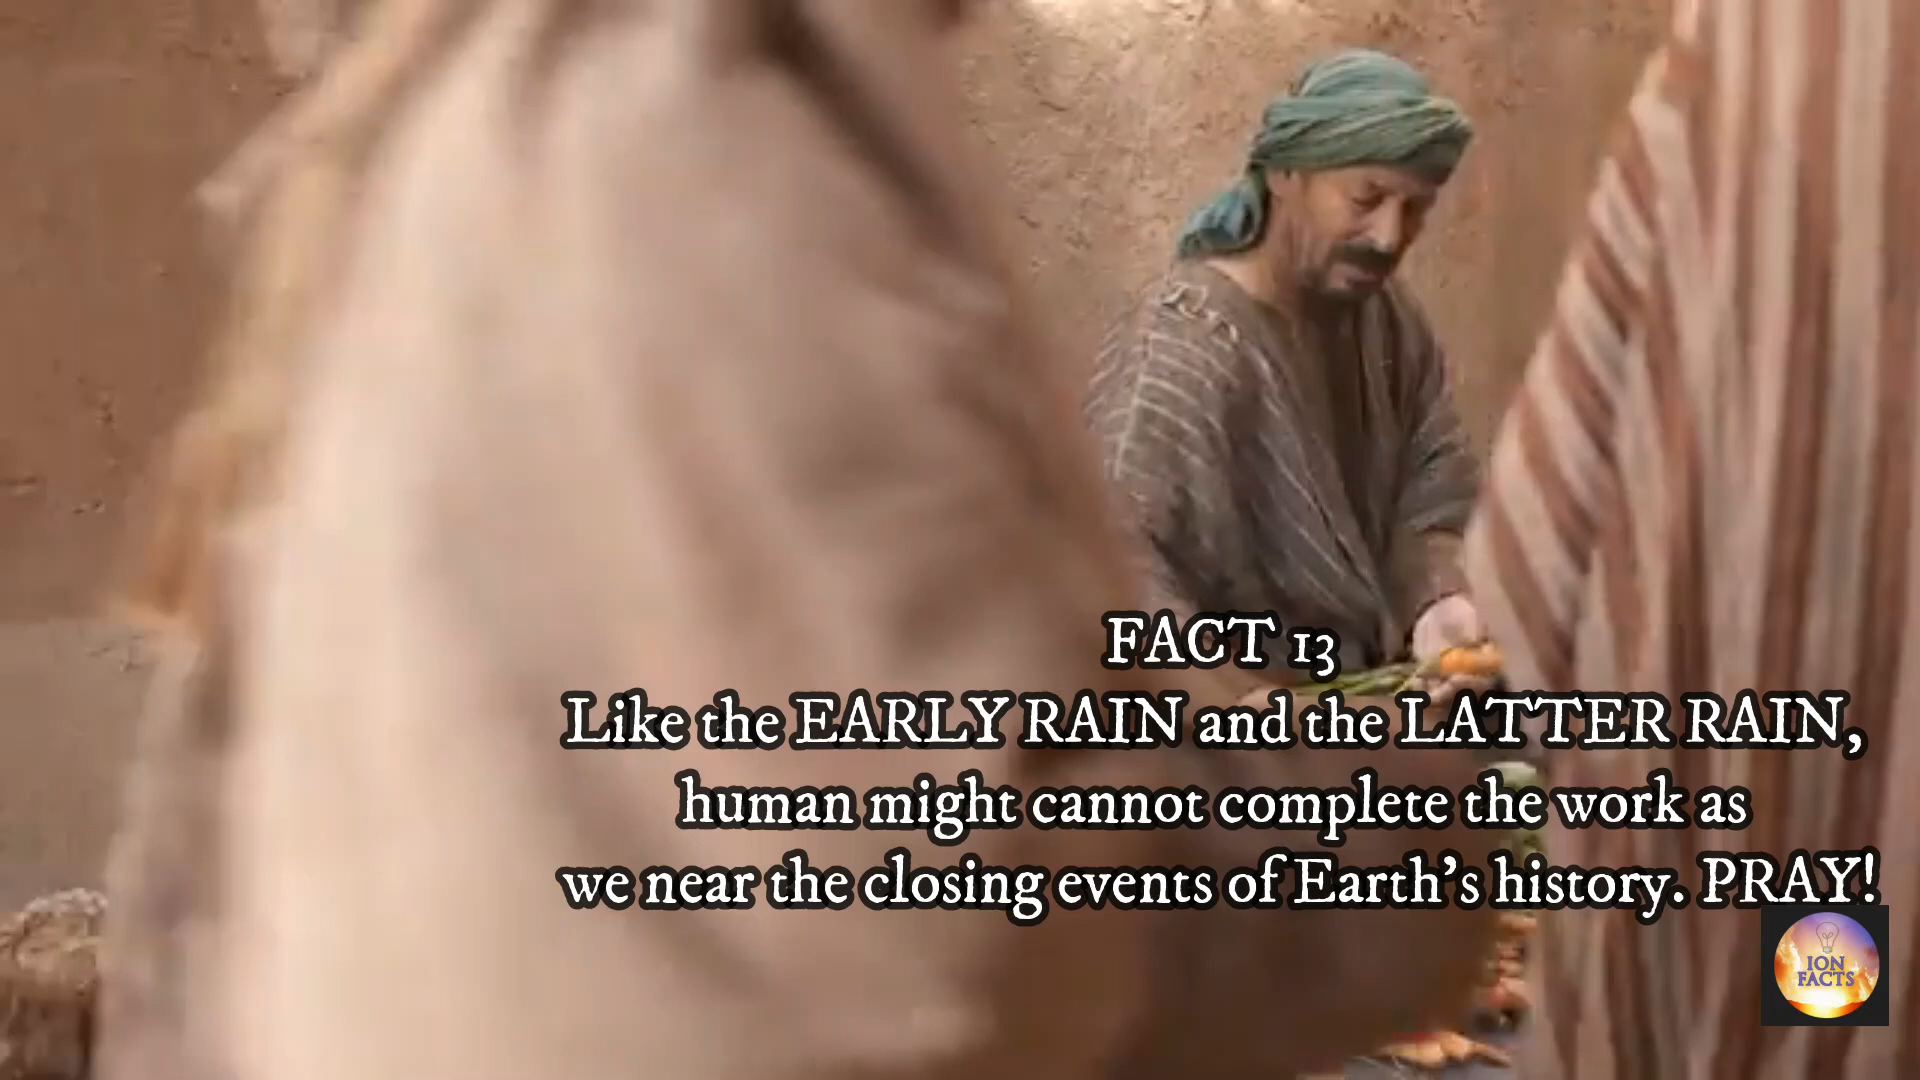 FACT 13
Like the EARLY RAIN and the LATTER RAIN,
human might cannot complete the work as
we near the closing events of Earth's history. PRAY!
ION
FACTS